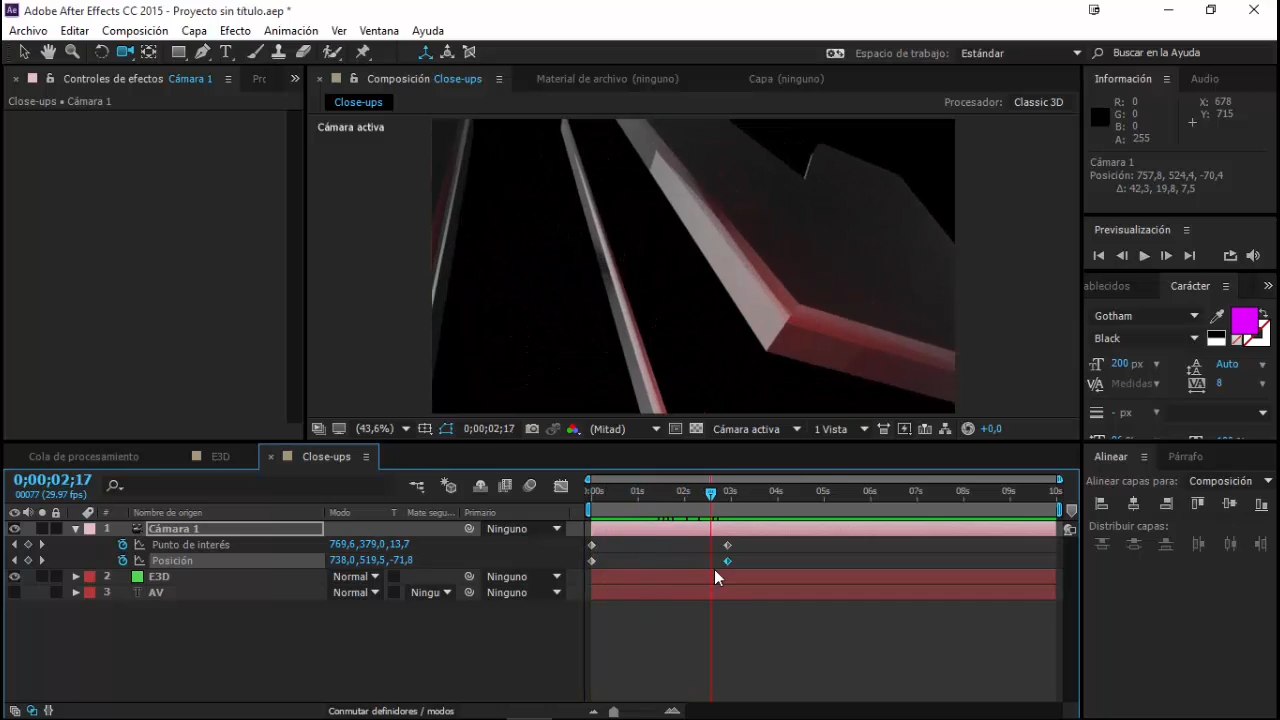 Adobe After Effects CC 2015 - Proyecto sin título.aep *
Archivo Editar Composición Capa Efecto Animación Ver Ventana Ayuda
Espacio de trabajo: Estándar Buscar en la Ayuda
Controles de efectos Cámara 1
Composición Close-ups Material de archivo (ninguno) Capa (ninguno)
Información Audio
Close-ups • Cámara 1
Close-ups Procesador: Classic 3D
Cámara activa
R: 0
G: 0
B: 0
A: 255
X: 678
Y: 715
Cámara 1
Posición: 757,8, 524,4, -70,4
Δ: 42,3, 19,8, 7,5
Previsualización
Carácter
Gotham
Black
200 px Auto
Medidas 8
- px
(43,6%) 0;00;02;17 (Mitad) Cámara activa 1 Vista +0,0
Cola de procesamiento E3D Close-ups
Alinear Párrafo
0;00;02;17
00077 (29.97 fps)
:00s 01s 02s 03s 04s 05s 06s 07s 08s 09s 10s
Alinear capas para: Composición
# Nombre de origen Modo T Mate segu... Primario
Distribuir capas:
1 Cámara 1 Ninguno
Punto de interés 769,6,379,0,13,7
Posición 738,0,519,5,-71,8
2 E3D Normal Ninguno
3 T AV Normal Ningu Ninguno
Conmutar definidores / modos